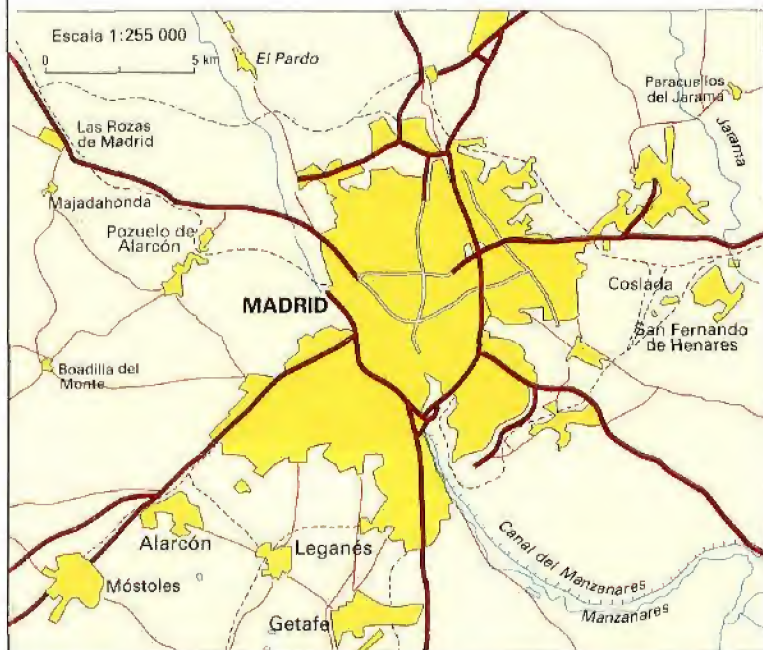 Escala 1:255 000
0 5 km
El Pardo
Paracuellos
del Jarama
Jarama
Las Rozas
de Madrid
Majadahonda
Pozuelo de
Alarcón
MADRID
Coslada
San Fernando
de Henares
Boadilla del
Monte
Alarcón
Leganés
Canal del Manzanares
Móstoles
Manzanares
Getafe